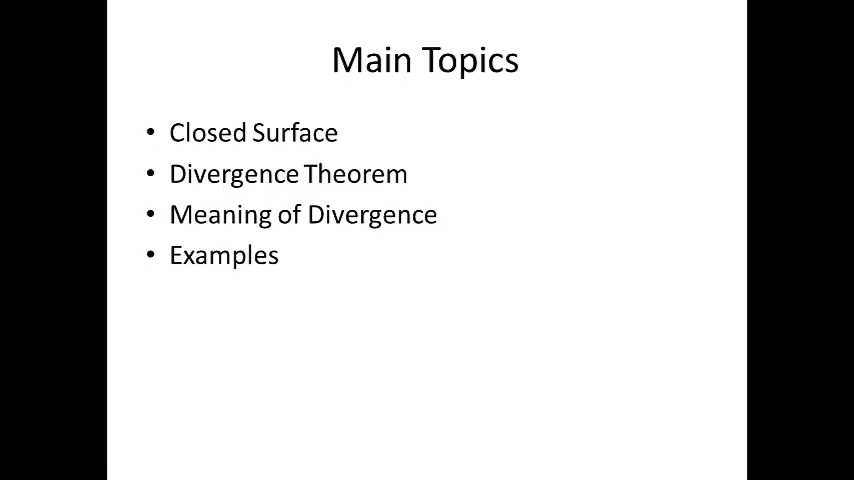 Main Topics
• Closed Surface
• Divergence Theorem
• Meaning of Divergence
• Examples